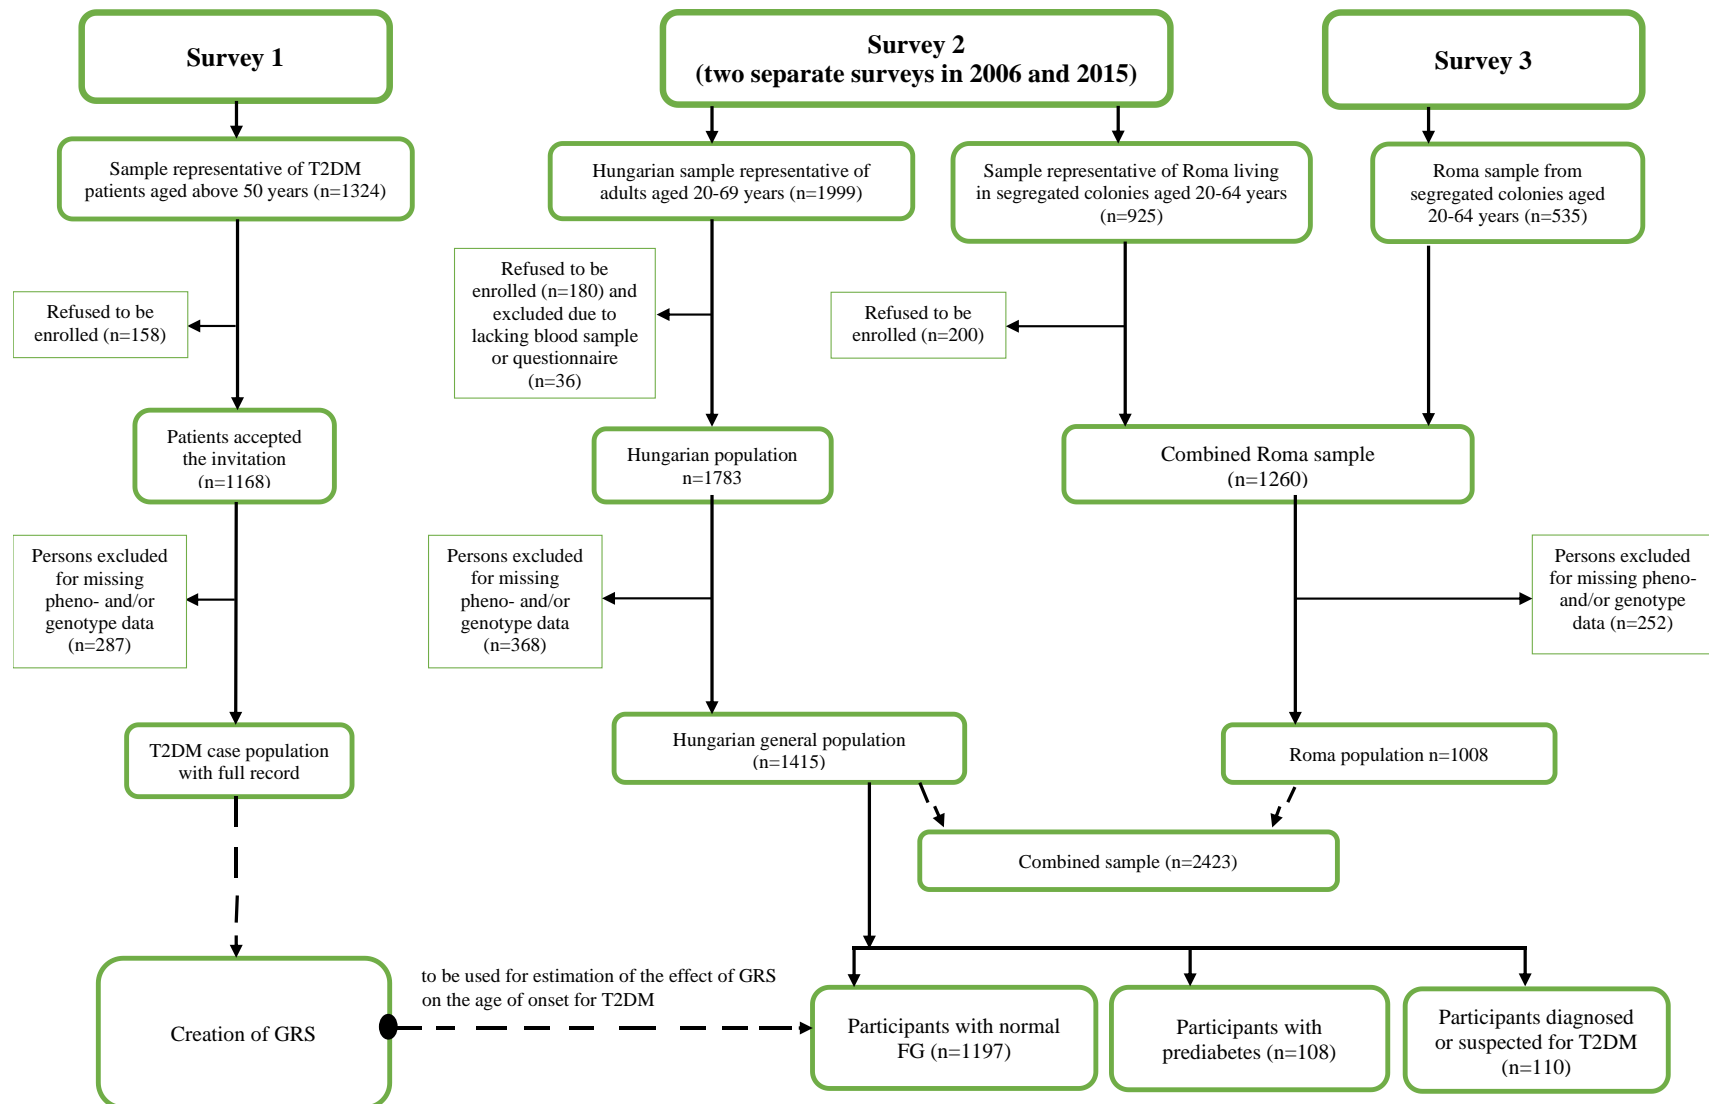 Survey 1
Survey 2
(two separate surveys in 2006 and 2015)
Survey 3
Sample representative of T2DM
patients aged above 50 years (n=1324)
Hungarian sample representative of
adults aged 20-69 years (n=1999)
Sample representative of Roma living
in segregated colonies aged 20-64 years
(n=925)
Roma sample from
segregated colonies aged
20-64 years (n=535)
Refused to be
enrolled (n=158)
Refused to be
enrolled (n=180) and
excluded due to
lacking blood sample
or questionnaire
(n=36)
Refused to be
enrolled (n=200)
Patients accepted
the invitation
(n=1168)
Hungarian population
n=1783
Combined Roma sample
(n=1260)
Persons excluded
for missing
pheno- and/or
genotype data
(n=287)
Persons excluded
for missing
pheno- and/or
genotype data
(n=368)
Persons excluded
for missing pheno-
and/or genotype
data (n=252)
T2DM case population
with full record
Hungarian general population
(n=1415)
Roma population n=1008
Combined sample (n=2423)
Creation of GRS
to be used for estimation of the effect of GRS
on the age of onset for T2DM
Participants with normal
FG (n=1197)
Participants with
prediabetes (n=108)
Participants diagnosed
or suspected for T2DM
(n=110)